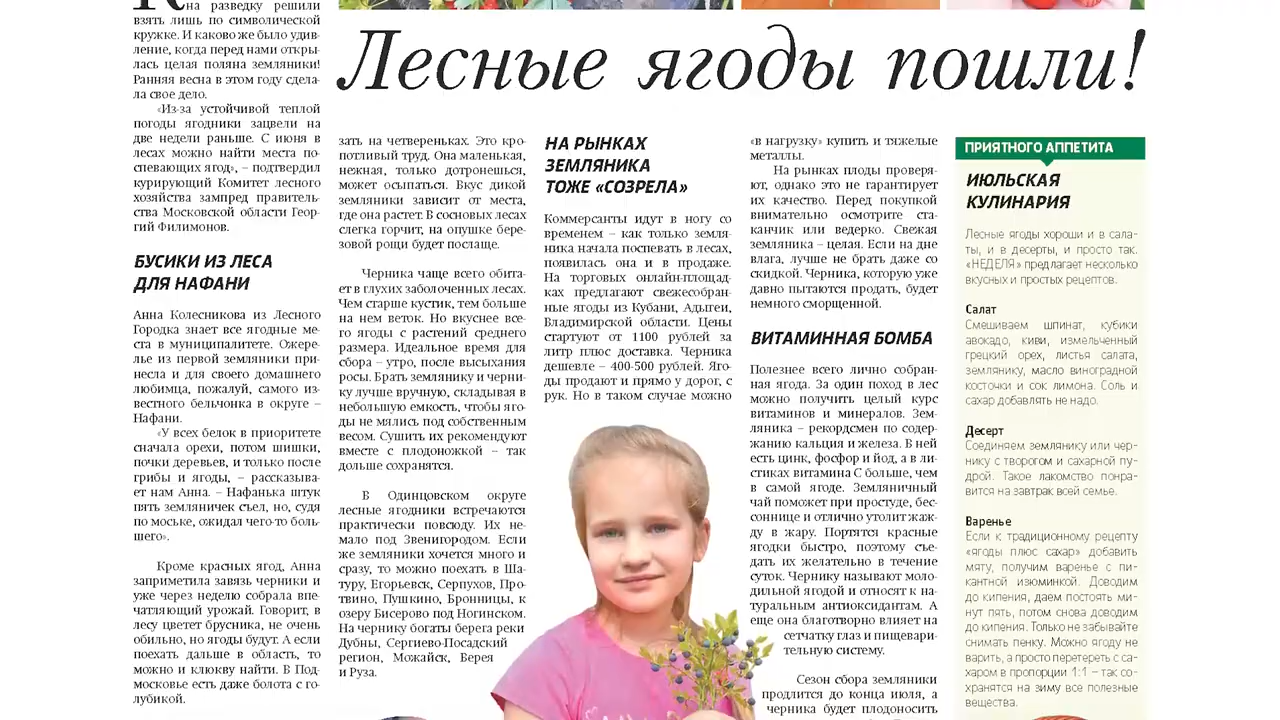 на разведку решили
взять лишь по символической
кружке. И каково же было удив-
ление, когда перед нами откры-
лась целая поляна земляники!
Ранняя весна в этом году сдела-
ла свое дело.
«Из-за устойчивой теплой
погоды ягодники зацвели на
две недели раньше. С июня в
лесах можно найти места по-
спевающих ягод», – подтвердил
курирующий Комитет лесного
хозяйства зампред правитель-
ства Московской области Геор-
гий Филимонов.
БУСИКИ ИЗ ЛЕСА
ДЛЯ НАФАНИ
Анна Колесникова из Лесного
Городка знает все ягодные ме-
ста в муниципалитете. Ожере-
лье из первой земляники при-
несла и для своего домашнего
любимца, пожалуй, самого из-
вестного бельчонка в округе –
Нафани.
«У всех белок в приоритете
сначала орехи, потом шишки,
почки деревьев, и только после
грибы и ягоды, – рассказыва-
ет нам Анна. – Нафанька штук
пять земляничек съел, но, судя
по моське, ожидал чего-то боль-
шего».
Кроме красных ягод, Анна
заприметила завязь черники и
уже через неделю собрала впе-
чатляющий урожай. Говорит, в
лесу цветет брусника, не очень
обильно, но ягоды будут. А если
поехать дальше в область, то
можно и клюкву найти. В Под-
московье есть даже болота с го-
лубикой.
Лесные ягоды пошли!
зать на четвереньках. Это кро-
потливый труд. Она маленькая,
нежная, только дотронешься,
может осыпаться. Вкус дикой
земляники зависит от места,
где она растет. В сосновых лесах
слегка горчит, на опушке бере-
зовой рощи будет послаще.
Черника чаще всего обита-
ет в глухих заболоченных лесах.
Чем старше кустик, тем больше
на нем веток. Но вкуснее все-
го ягоды с растений среднего
размера. Идеальное время для
сбора – утро, после высыхания
росы. Брать землянику и черни-
ку лучше вручную, складывая в
небольшую емкость, чтобы яго-
ды не мялись под собственным
весом. Сушить их рекомендуют
вместе с плодоножкой – так
дольше сохранятся.
В Одинцовском округе
лесные ягодники встречаются
практически повсюду. Их не-
мало под Звенигородом. Если
же земляники хочется много и
сразу, то можно поехать в Ша-
туру, Егорьевск, Серпухов, Про-
твино, Пушкино, Бронницы, к
озеру Бисерово под Ногинском.
На чернику богаты берега реки
Дубны, Сергиево-Посадский
регион, Можайск, Верея
и Руза.
НА РЫНКАХ
ЗЕМЛЯНИКА
ТОЖЕ «СОЗРЕЛА»
Коммерсанты идут в ногу со
временем – как только земля-
ника начала поспевать в лесах,
появилась она и в продаже.
На торговых онлайн-площад-
ках предлагают свежесобран-
ные ягоды из Кубани, Адыгеи,
Владимирской области. Цены
стартуют от 1100 рублей за
литр плюс доставка. Черника
дешевле – 400-500 рублей. Яго-
ды продают и прямо у дорог, с
рук. Но в таком случае можно
«в нагрузку» купить и тяжелые
металлы.
На рынках плоды проверя-
ют, однако это не гарантирует
их качество. Перед покупкой
внимательно осмотрите ста-
канчик или ведерко. Свежая
земляника – целая. Если на дне
влага, лучше не брать даже со
скидкой. Черника, которую уже
давно пытаются продать, будет
немного сморщенной.
ВИТАМИННАЯ БОМБА
Полезнее всего лично собран-
ная ягода. За один поход в лес
можно получить целый курс
витаминов и минералов. Зем-
ляника – рекордсмен по содер-
жанию кальция и железа. В ней
есть цинк, фосфор и йод, а в ли-
стиках витамина С больше, чем
в самой ягоде. Земляничный
чай поможет при простуде, бес-
соннице и отлично утолит жаж-
ду в жару. Портятся красные
ягодки быстро, поэтому съе-
дать их желательно в течение
суток. Чернику называют моло-
дильной ягодой и относят к на-
туральным антиоксидантам. А
еще она благотворно влияет на
сетчатку глаз и пищевари-
тельную систему.
Сезон сбора земляники
продлится до конца июля, а
черника будет плодоносить
ПРИЯТНОГО АППЕТИТА
ИЮЛЬСКАЯ
КУЛИНАРИЯ
Лесные ягоды хороши и в сала-
ты, и в десерты, и просто так.
«НЕДЕЛЯ» предлагает несколько
вкусных и простых рецептов.
Салат
Смешиваем шпинат, кубики
авокадо, киви, измельченный
грецкий орех, листья салата,
землянику, масло виноградной
косточки и сок лимона. Соль и
сахар добавлять не надо.
Десерт
Соединяем землянику или чер-
нику с творогом и сахарной пу-
дрой. Такое лакомство понра-
вится на завтрак всей семье.
Варенье
Если к традиционному рецепту
«ягоды плюс сахар» добавить
мяту, получим варенье с пи-
кантной изюминкой. Доводим
до кипения, даем постоять ми-
нут пять, потом снова доводим
до кипения. Только не забывайте
снимать пенку. Можно ягоду не
варить, а просто перетереть с са-
харом в пропорции 1:1 – так со-
хранятся на зиму все полезные
вещества.